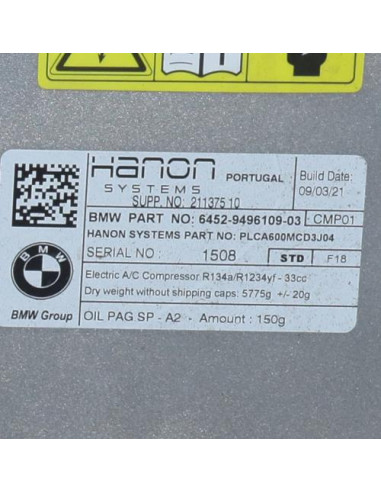 Hanon
SYSTEMS
PORTUGAL
Build Date:
09/03/21
SUPP. NO: 211375 10
BMW PART NO: 6452-9496109-03 CMP01
HANON SYSTEMS PART NO: PLCA600MCD3J04
SERIAL NO : 1508 STD F18
Electric A/C Compressor R134a/R1234yf - 33cc
Dry weight without shipping caps: 5775g +/- 20g
OIL PAG SP - A2 - Amount : 150g
BMW
BMW Group